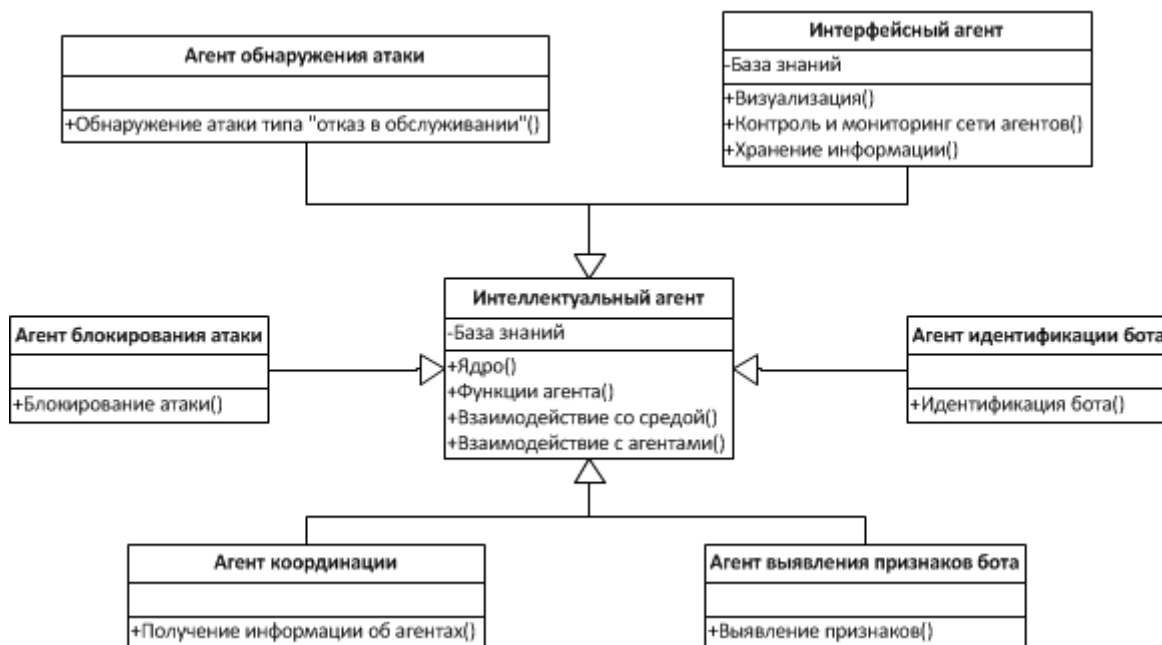 Агент обнаружения атаки
+Обнаружение атаки типа "отказ в обслуживании"()
Интерфейсный агент
-База знаний
+Визуализация()
+Контроль и мониторинг сети агентов()
+Хранение информации()
Интеллектуальный агент
-База знаний
+Ядро()
+Функции агента()
+Взаимодействие со средой()
+Взаимодействие с агентами()
Агент блокирования атаки
+Блокирование атаки()
Агент идентификации бота
+Идентификация бота()
Агент координации
+Получение информации об агентах()
Агент выявления признаков бота
+Выявление признаков()